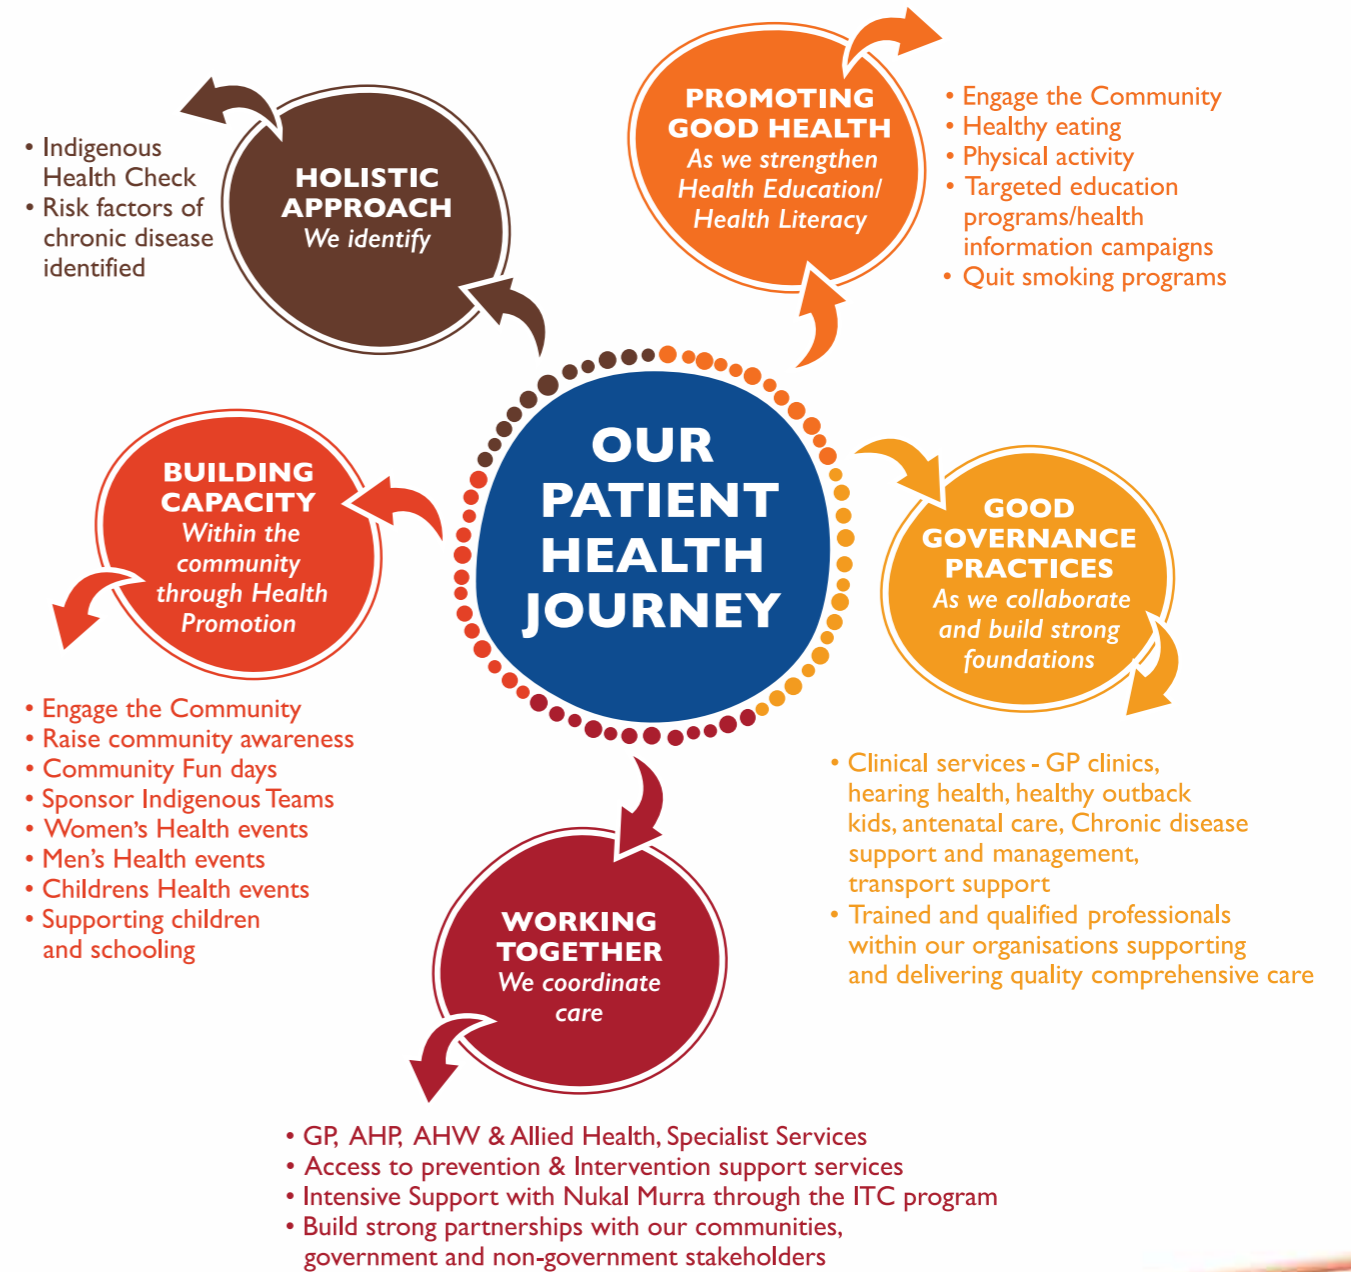 OUR
PATIENT
HEALTH
JOURNEY
HOLISTIC
APPROACH
We identify
• Indigenous
Health Check
• Risk factors of
chronic disease
identified
PROMOTING
GOOD HEALTH
As we strengthen
Health Education/
Health Literacy
• Engage the Community
• Healthy eating
• Physical activity
• Targeted education
programs/health
information campaigns
• Quit smoking programs
GOOD
GOVERNANCE
PRACTICES
As we collaborate
and build strong
foundations
• Clinical services - GP clinics,
hearing health, healthy outback
kids, antenatal care, Chronic disease
support and management,
transport support
• Trained and qualified professionals
within our organisations supporting
and delivering quality comprehensive care
WORKING
TOGETHER
We coordinate
care
• GP, AHP, AHW & Allied Health, Specialist Services
• Access to prevention & Intervention support services
• Intensive Support with Nukal Murra through the ITC program
• Build strong partnerships with our communities,
government and non-government stakeholders
BUILDING
CAPACITY
Within the
community
through Health
Promotion
• Engage the Community
• Raise community awareness
• Community Fun days
• Sponsor Indigenous Teams
• Women's Health events
• Men's Health events
• Childrens Health events
• Supporting children
and schooling